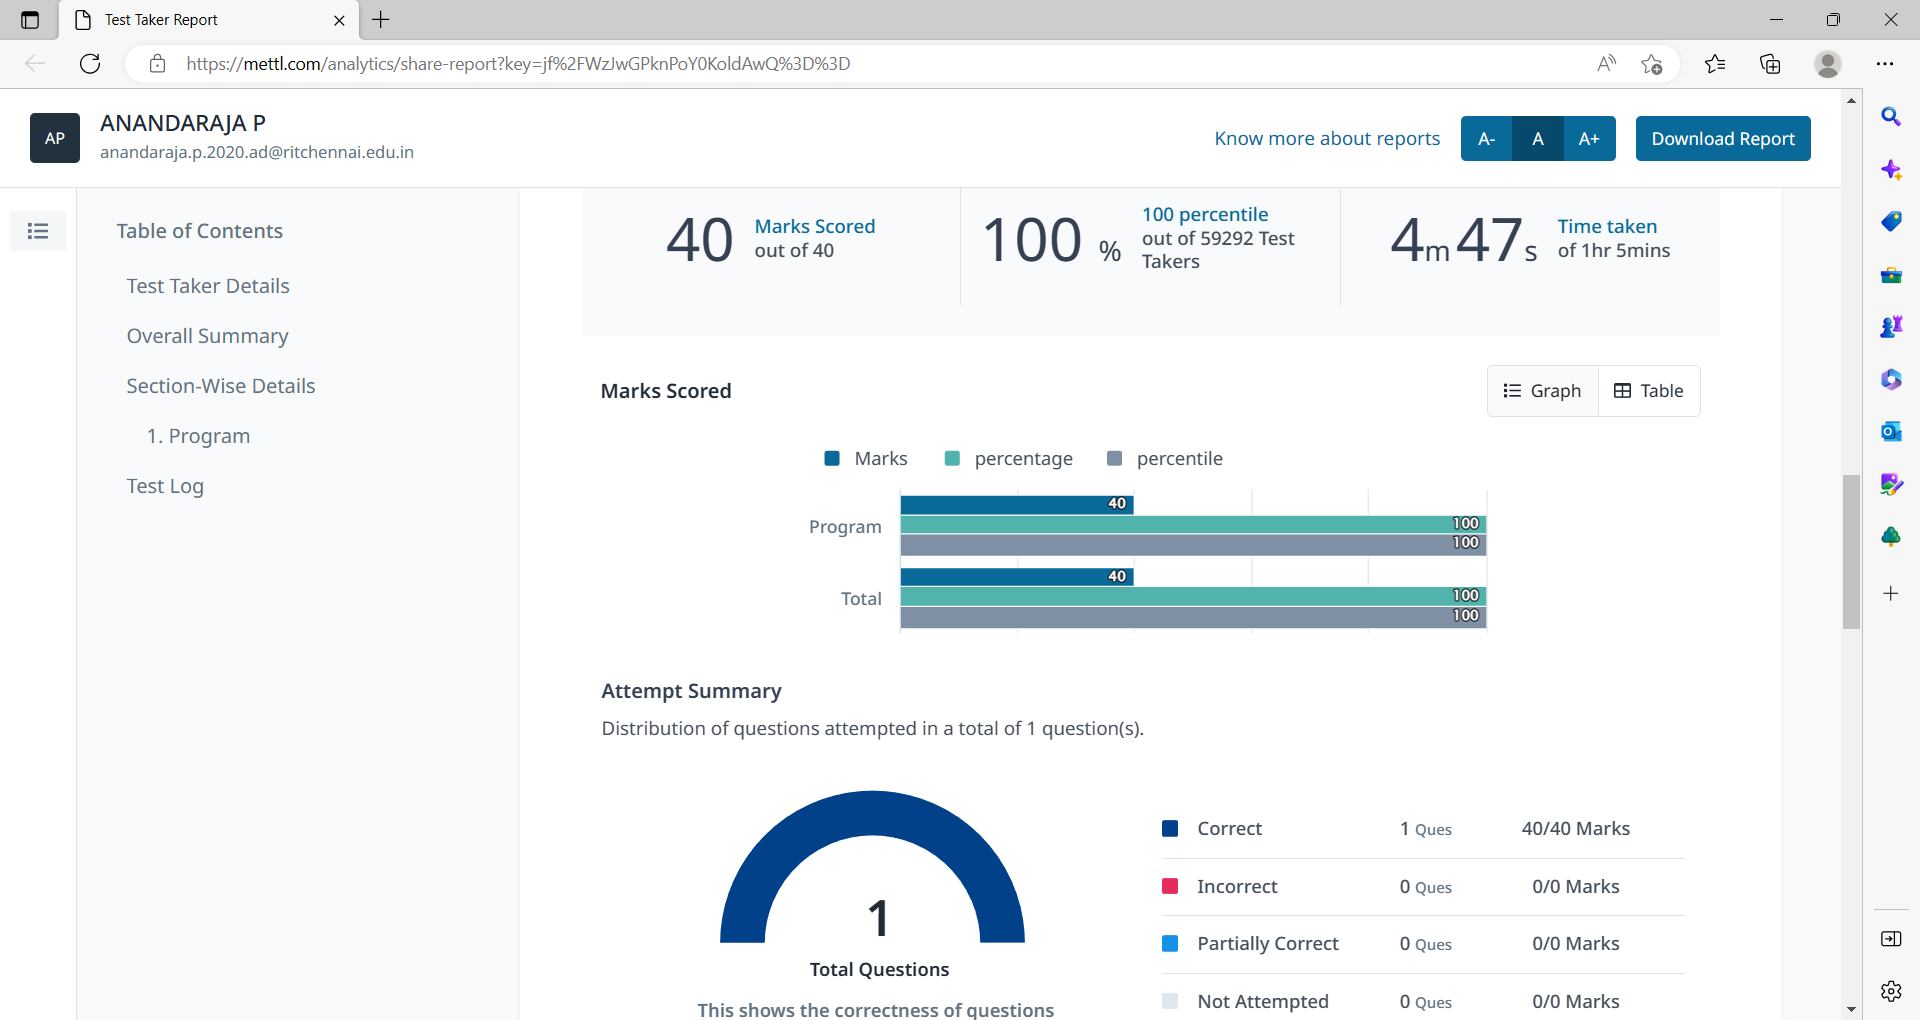 Test Taker Report
https://mettl.com/analytics/share-report?key=jf%2FWzJwGPknPoY0KoldAwQ%3D%3D
AP
ANANDARAJA P
anandaraja.p.2020.ad@ritchennai.edu.in
Know more about reports
A- A A+
Download Report
Table of Contents
Test Taker Details
Overall Summary
Section-Wise Details
1. Program
Test Log
40 Marks Scored
out of 40
100 % 100 percentile
out of 59292 Test
Takers
4m 47s Time taken
of 1hr 5mins
Marks Scored
Graph Table
Marks percentage percentile
Program
40
100
100
Total
40
100
100
Attempt Summary
Distribution of questions attempted in a total of 1 question(s).
1
Total Questions
This shows the correctness of questions
Correct 1 Ques 40/40 Marks
Incorrect 0 Ques 0/0 Marks
Partially Correct 0 Ques 0/0 Marks
Not Attempted 0 Ques 0/0 Marks